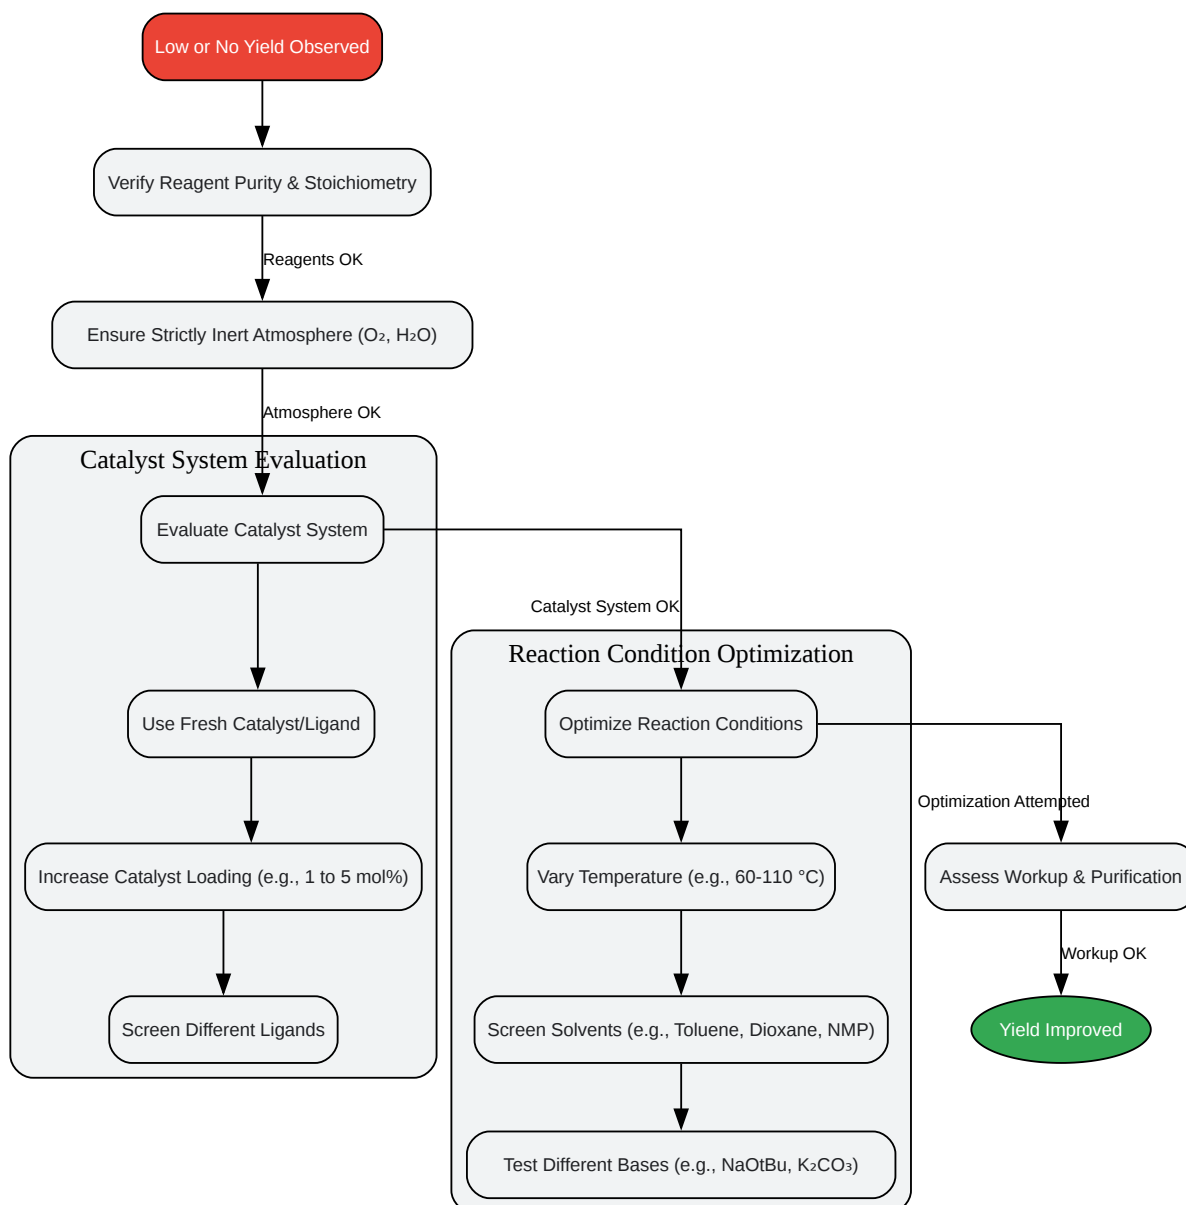 Low or No Yield Observed
Verify Reagent Purity & Stoichiometry
Reagents OK
Ensure Strictly Inert Atmosphere (O₂, H₂O)
Atmosphere OK
Catalyst System Evaluation
Evaluate Catalyst System
Catalyst System OK
Reaction Condition Optimization
Use Fresh Catalyst/Ligand
Optimize Reaction Conditions
Optimization Attempted
Increase Catalyst Loading (e.g., 1 to 5 mol%)
Vary Temperature (e.g., 60-110 °C)
Assess Workup & Purification
Workup OK
Screen Different Ligands
Screen Solvents (e.g., Toluene, Dioxane, NMP)
Yield Improved
Test Different Bases (e.g., NaOtBu, K₂CO₃)